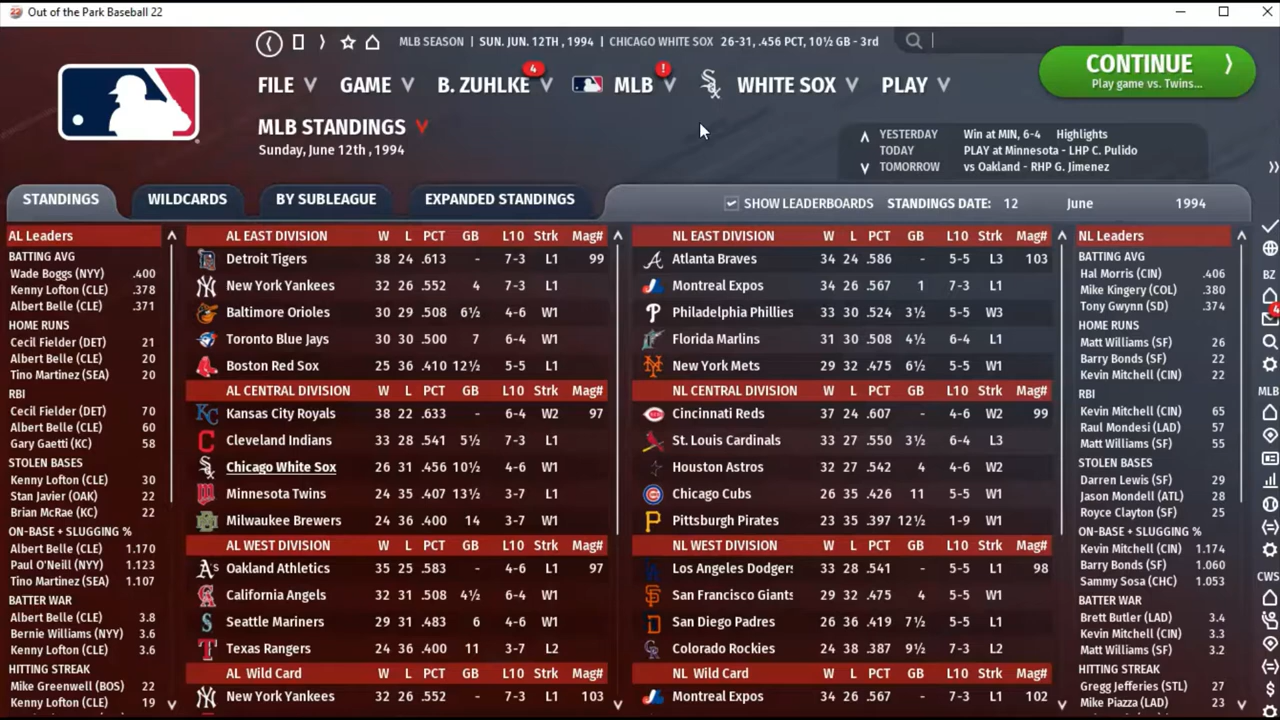 Out of the Park Baseball 22
MLB SEASON | SUN. JUN. 12TH , 1994 | CHICAGO WHITE SOX 26-31, .456 PCT, 10½ GB - 3rd
FILE GAME B. ZUHLKE 4 MLB ! WHITE SOX PLAY
CONTINUE
Play game vs. Twins...
MLB STANDINGS
Sunday, June 12th , 1994
YESTERDAY Win at MIN, 6-4 Highlights
TODAY PLAY at Minnesota - LHP C. Pulido
TOMORROW vs Oakland - RHP G. Jimenez
STANDINGS WILDCARDS BY SUBLEAGUE EXPANDED STANDINGS SHOW LEADERBOARDS STANDINGS DATE: 12 June 1994
AL Leaders
BATTING AVG
Wade Boggs (NYY) .400
Kenny Lofton (CLE) .378
Albert Belle (CLE) .371
HOME RUNS
Cecil Fielder (DET) 21
Albert Belle (CLE) 20
Tino Martinez (SEA) 20
RBI
Cecil Fielder (DET) 70
Albert Belle (CLE) 60
Gary Gaetti (KC) 58
STOLEN BASES
Kenny Lofton (CLE) 30
Stan Javier (OAK) 22
Brian McRae (KC) 22
ON-BASE + SLUGGING %
Albert Belle (CLE) 1.170
Paul O'Neill (NYY) 1.123
Tino Martinez (SEA) 1.107
BATTER WAR
Albert Belle (CLE) 3.8
Bernie Williams (NYY) 3.6
Kenny Lofton (CLE) 3.6
HITTING STREAK
Mike Greenwell (BOS) 22
Kenny Lofton (CLE) 19
AL EAST DIVISION W L PCT GB L10 Strk Mag#
Detroit Tigers 38 24 .613 - 7-3 L1 99
New York Yankees 32 26 .552 4 7-3 L1
Baltimore Orioles 30 29 .508 6½ 4-6 W1
Toronto Blue Jays 30 30 .500 7 6-4 W1
Boston Red Sox 25 36 .410 12½ 5-5 L1
AL CENTRAL DIVISION W L PCT GB L10 Strk Mag#
Kansas City Royals 38 22 .633 - 6-4 W2 97
Cleveland Indians 33 28 .541 5½ 7-3 L1
Chicago White Sox 26 31 .456 10½ 4-6 W1
Minnesota Twins 24 35 .407 13½ 3-7 L1
Milwaukee Brewers 24 36 .400 14 3-7 W1
AL WEST DIVISION W L PCT GB L10 Strk Mag#
Oakland Athletics 35 25 .583 - 4-6 L1 97
California Angels 32 31 .508 4½ 6-4 W1
Seattle Mariners 29 31 .483 6 4-6 W1
Texas Rangers 24 36 .400 11 3-7 L2
AL Wild Card W L PCT GB L10 Strk Mag#
New York Yankees 32 26 .552 - 7-3 L1 103
NL EAST DIVISION W L PCT GB L10 Strk Mag#
Atlanta Braves 34 24 .586 - 5-5 L3 103
Montreal Expos 34 26 .567 1 7-3 L1
Philadelphia Phillies 33 30 .524 3½ 5-5 W3
Florida Marlins 31 30 .508 4½ 6-4 L1
New York Mets 29 32 .475 6½ 5-5 W1
NL CENTRAL DIVISION W L PCT GB L10 Strk Mag#
Cincinnati Reds 37 24 .607 - 4-6 W2 99
St. Louis Cardinals 33 27 .550 3½ 6-4 L3
Houston Astros 32 27 .542 4 4-6 W2
Chicago Cubs 26 35 .426 11 5-5 W1
Pittsburgh Pirates 23 35 .397 12½ 1-9 W1
NL WEST DIVISION W L PCT GB L10 Strk Mag#
Los Angeles Dodgers 33 28 .541 - 5-5 L1 98
San Francisco Giants 29 32 .475 4 5-5 W1
San Diego Padres 26 36 .419 7½ 5-5 L1
Colorado Rockies 24 38 .387 9½ 5-5 L2
NL Wild Card W L PCT GB L10 Strk Mag#
Montreal Expos 34 26 .567 - 7-3 L1 102
NL Leaders
BATTING AVG
Hal Morris (CIN) .406
Mike Kingery (COL) .380
Tony Gwynn (SD) .374
HOME RUNS
Matt Williams (SF) 26
Barry Bonds (SF) 22
Kevin Mitchell (CIN) 22
RBI
Kevin Mitchell (CIN) 65
Raul Mondesi (LAD) 57
Matt Williams (SF) 55
STOLEN BASES
Darren Lewis (SF) 29
Jason Mondell (ATL) 28
Royce Clayton (SF) 25
ON-BASE + SLUGGING %
Kevin Mitchell (CIN) 1.174
Barry Bonds (SF) 1.060
Sammy Sosa (CHC) 1.053
BATTER WAR
Brett Butler (LAD) 3.4
Kevin Mitchell (CIN) 3.3
Matt Williams (SF) 3.2
HITTING STREAK
Gregg Jefferies (STL) 27
Mike Piazza (LAD) 23
BZ
4
MLB
CWS